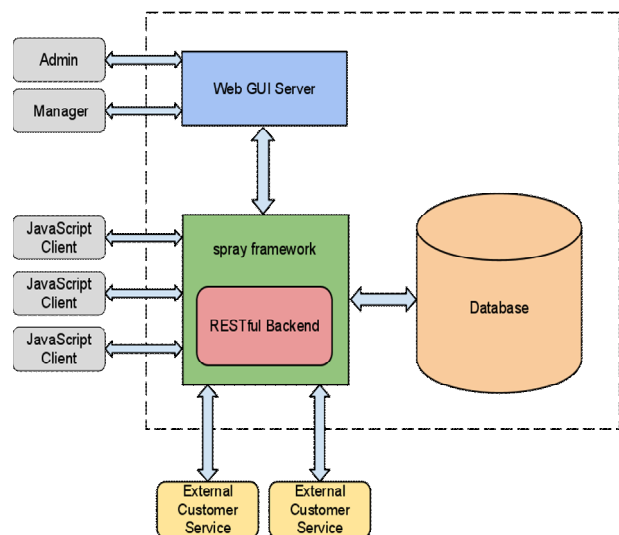 Admin
Web GUI Server
Manager
JavaScript
Client
spray framework
JavaScript
Client
RESTful Backend
Database
JavaScript
Client
External
Customer
Service
External
Customer
Service